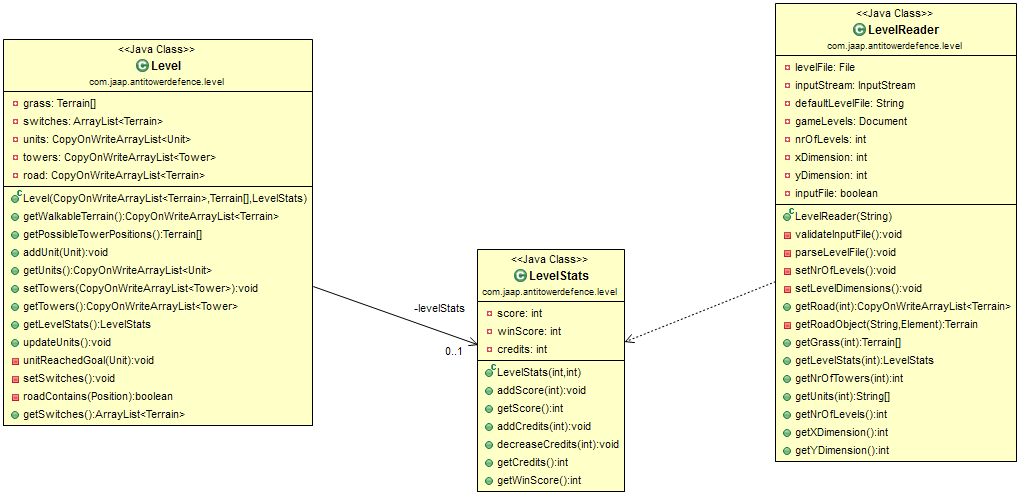 <<Java Class>>
Level
com.jaap.antitowerdefence.level
grass: Terrain[]
switches: ArrayList<Terrain>
units: CopyOnWriteArrayList<Unit>
towers: CopyOnWriteArrayList<Tower>
road: CopyOnWriteArrayList<Terrain>
Level(CopyOnWriteArrayList<Terrain>,Terrain[],LevelStats)
getWalkableTerrain():CopyOnWriteArrayList<Terrain>
getPossibleTowerPositions():Terrain[]
addUnit(Unit):void
getUnits():CopyOnWriteArrayList<Unit>
setTowers(CopyOnWriteArrayList<Tower>):void
getTowers():CopyOnWriteArrayList<Tower>
getLevelStats():LevelStats
updateUnits():void
unitReachedGoal(Unit):void
setSwitches():void
roadContains(Position):boolean
getSwitches():ArrayList<Terrain>
-levelStats
0..1
<<Java Class>>
LevelStats
com.jaap.antitowerdefence.level
score: int
winScore: int
credits: int
LevelStats(int,int)
addScore(int):void
getScore():int
addCredits(int):void
decreaseCredits(int):void
getCredits():int
getWinScore():int
<<Java Class>>
LevelReader
com.jaap.antitowerdefence.level
levelFile: File
inputStream: InputStream
defaultLevelFile: String
gameLevels: Document
nrOfLevels: int
xDimension: int
yDimension: int
inputFile: boolean
LevelReader(String)
validateInputFile():void
parseLevelFile():void
setNrOfLevels():void
setLevelDimensions():void
getRoad(int):CopyOnWriteArrayList<Terrain>
getRoadObject(String,Element):Terrain
getGrass(int):Terrain[]
getLevelStats(int):LevelStats
getNrOfTowers(int):int
getUnits(int):String[]
getNrOfLevels():int
getXDimension():int
getYDimension():int